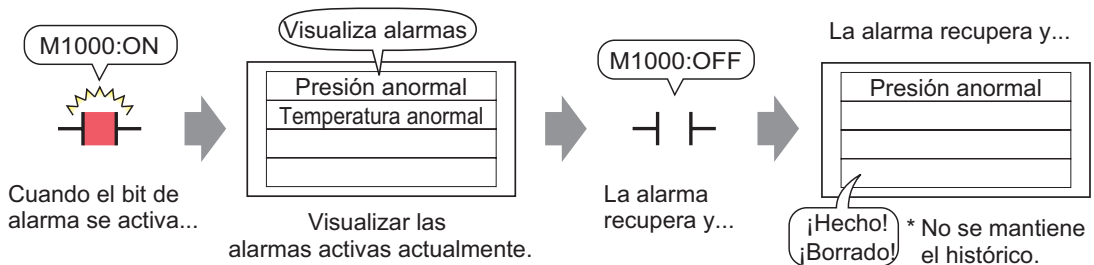 M1000:ON
Cuando el bit de
alarma se activa...
Visualiza alarmas
Presión anormal
Temperatura anormal
Visualizar las
alarmas activas actualmente.
M1000:OFF
La alarma
recupera y...
La alarma recupera y...
Presión anormal
¡Hecho!
¡Borrado!
* No se mantiene
el histórico.